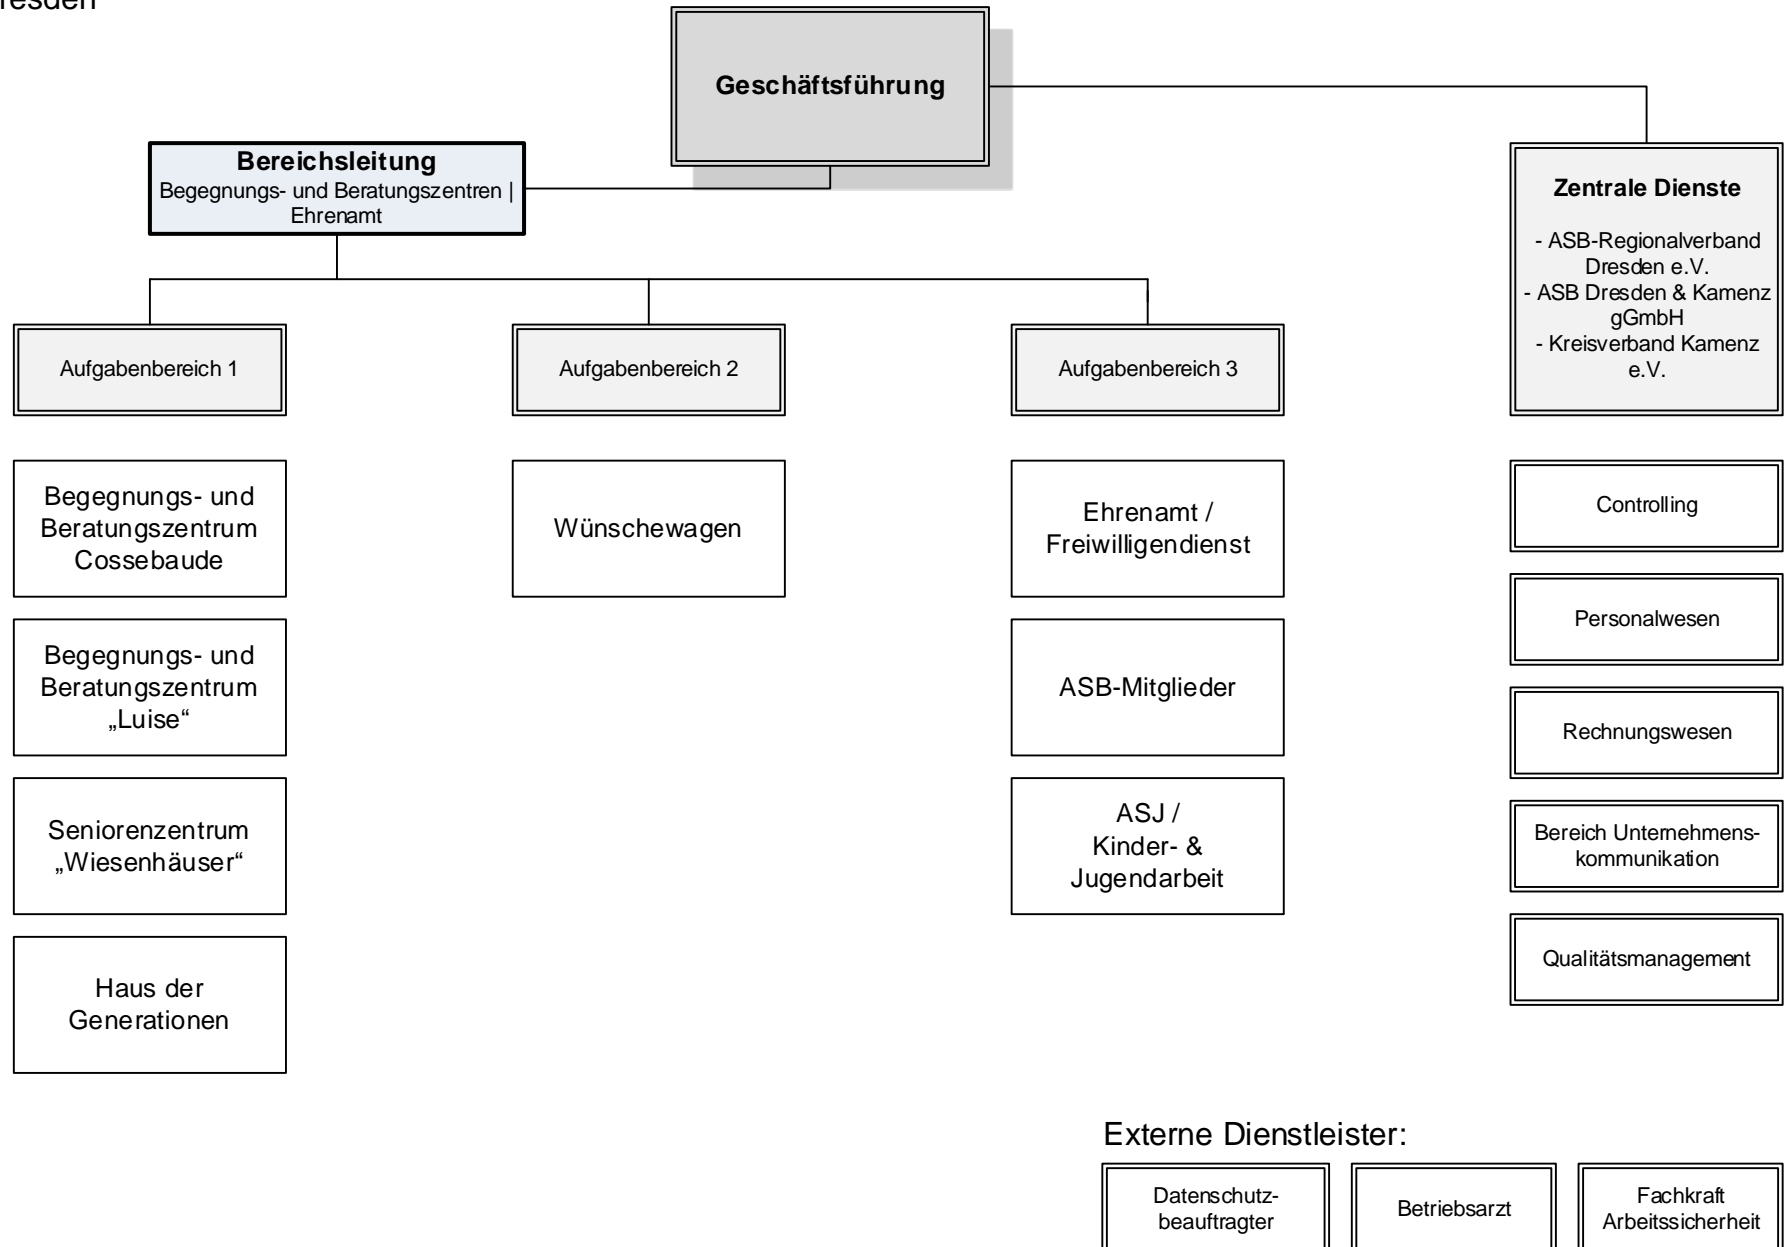 Geschäftsführung
Bereichsleitung
Begegnungs- und Beratungszentren |
Ehrenamt
Zentrale Dienste
- ASB-Regionalverband
Dresden e.V.
- ASB Dresden & Kamenz
gGmbH
- Kreisverband Kamenz
e.V.
Aufgabenbereich 1
Aufgabenbereich 2
Aufgabenbereich 3
Begegnungs- und
Beratungszentrum
Cossebaude
Begegnungs- und
Beratungszentrum
„Luise“
Seniorenzentrum
„Wiesenhäuser“
Haus der
Generationen
Wünschewagen
Ehrenamt /
Freiwilligendienst
ASB-Mitglieder
ASJ /
Kinder- &
Jugendarbeit
Controlling
Personalwesen
Rechnungswesen
Bereich Unternehmens-
kommunikation
Qualitätsmanagement
Externe Dienstleister:
Datenschutz-
beauftragter
Betriebsarzt
Fachkraft
Arbeitssicherheit